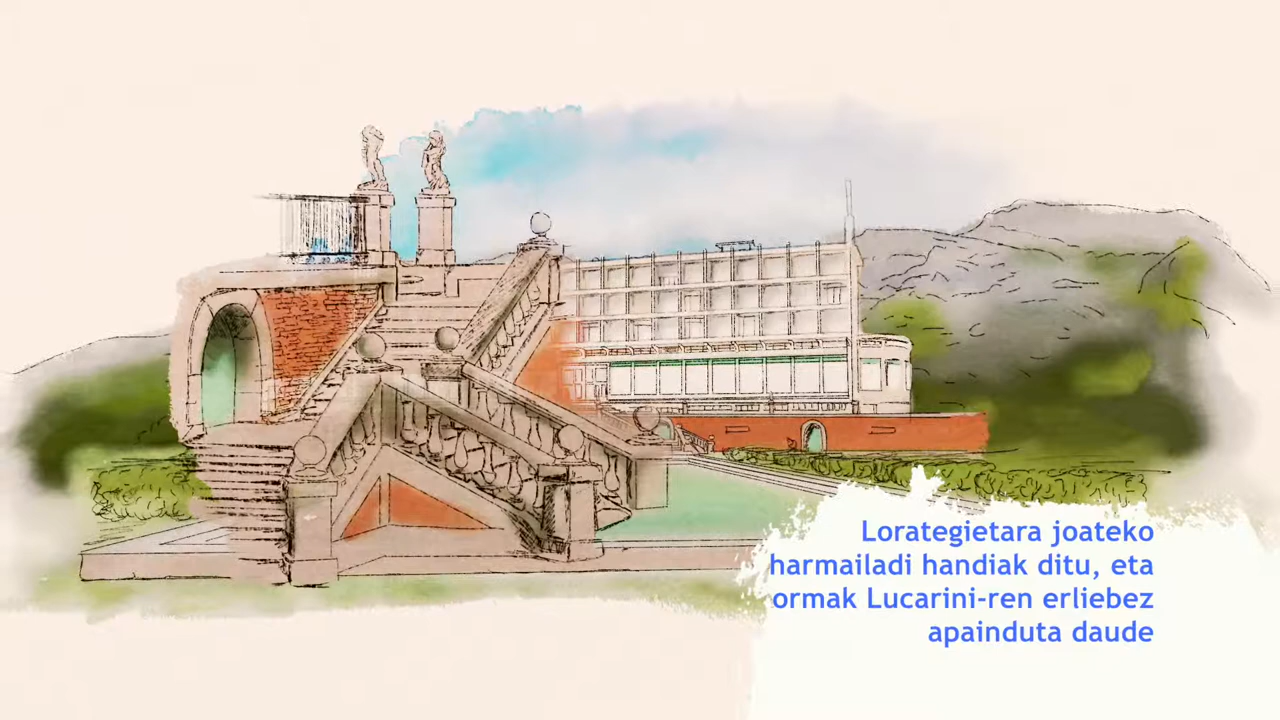 Lorategietara joateko
harmailadi handiak ditu, eta
ormak Lucarini-ren erliebez
apainduta daude